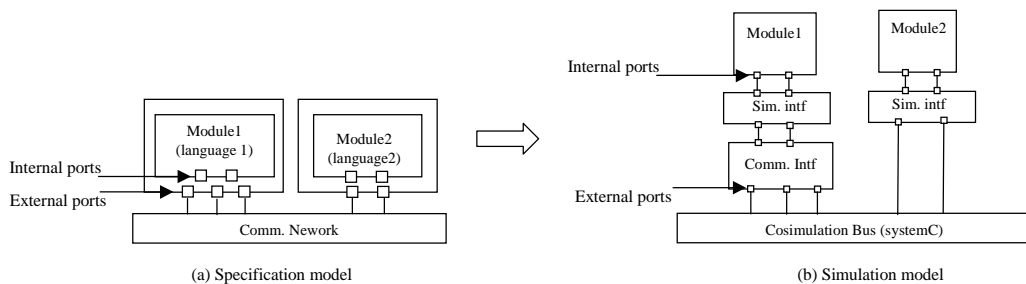 Module1
(language 1)
Module2
(language2)
Internal ports
External ports
Comm. Nework
(a) Specification model
Module1
Module2
Internal ports
Sim. intf
Sim. intf
Comm. Intf
External ports
Cosimulation Bus (systemC)
(b) Simulation model